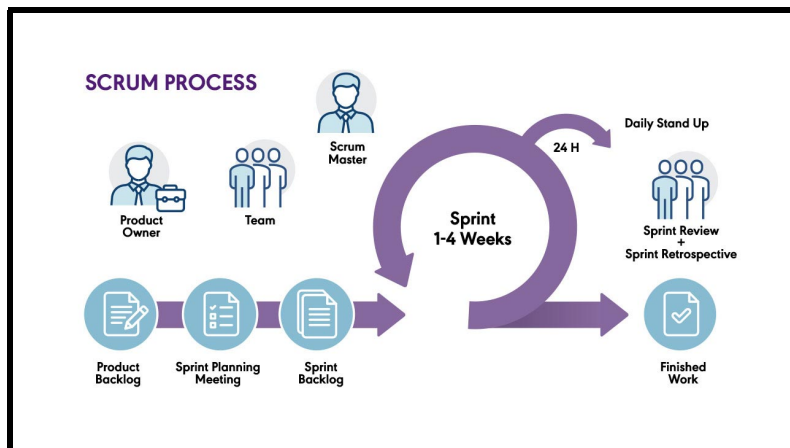 SCRUM PROCESS
Scrum
Master
Daily Stand Up
24 H
Product
Owner
Team
Sprint
1-4 Weeks
Sprint Review
+
Sprint Retrospective
Product
Backlog
Sprint Planning
Meeting
Sprint
Backlog
Finished
Work